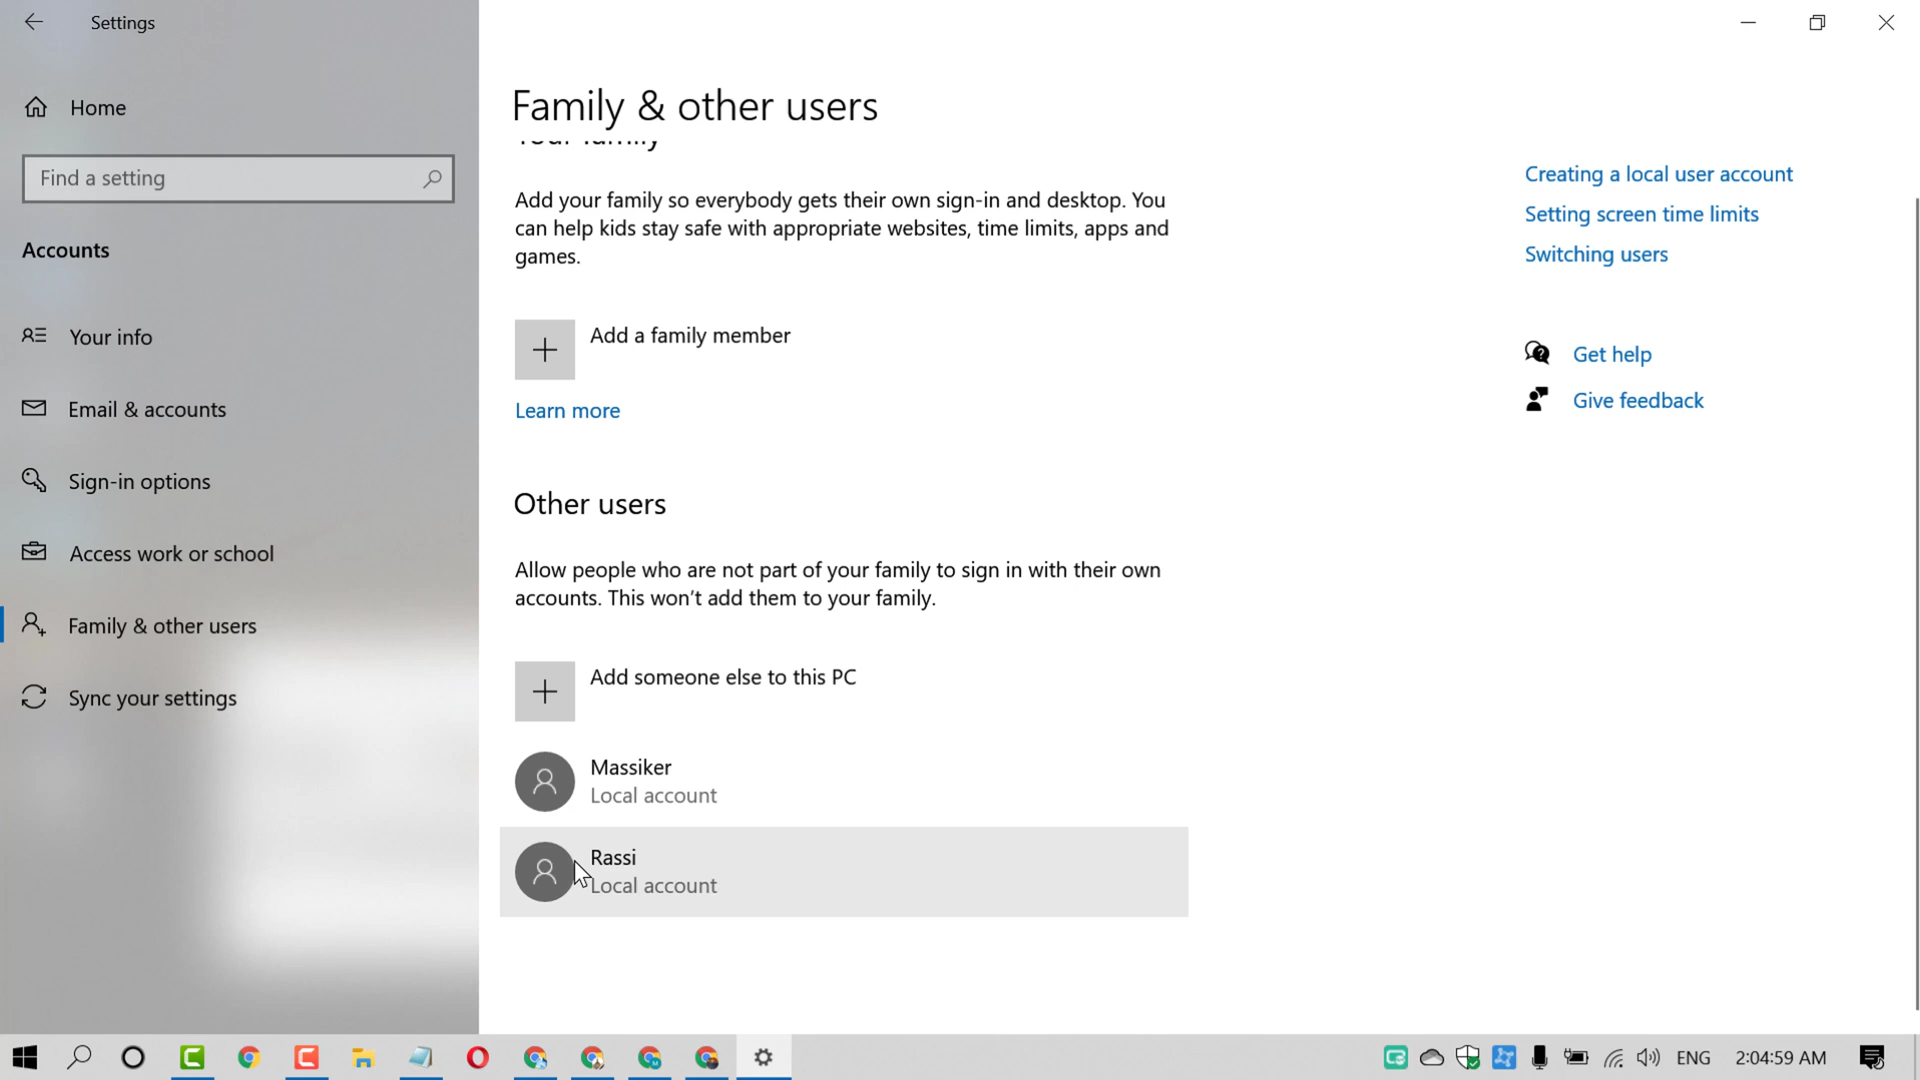 Settings
Home
Find a setting
Accounts
Your info
Email & accounts
Sign-in options
Access work or school
Family & other users
Sync your settings
Family & other users
Your family
Add your family so everybody gets their own sign-in and desktop. You
can help kids stay safe with appropriate websites, time limits, apps and
games.
Add a family member
Learn more
Other users
Allow people who are not part of your family to sign in with their own
accounts. This won't add them to your family.
Add someone else to this PC
Massiker
Local account
Rassi
Local account
Creating a local user account
Setting screen time limits
Switching users
Get help
Give feedback
ENG
2:04:59 AM